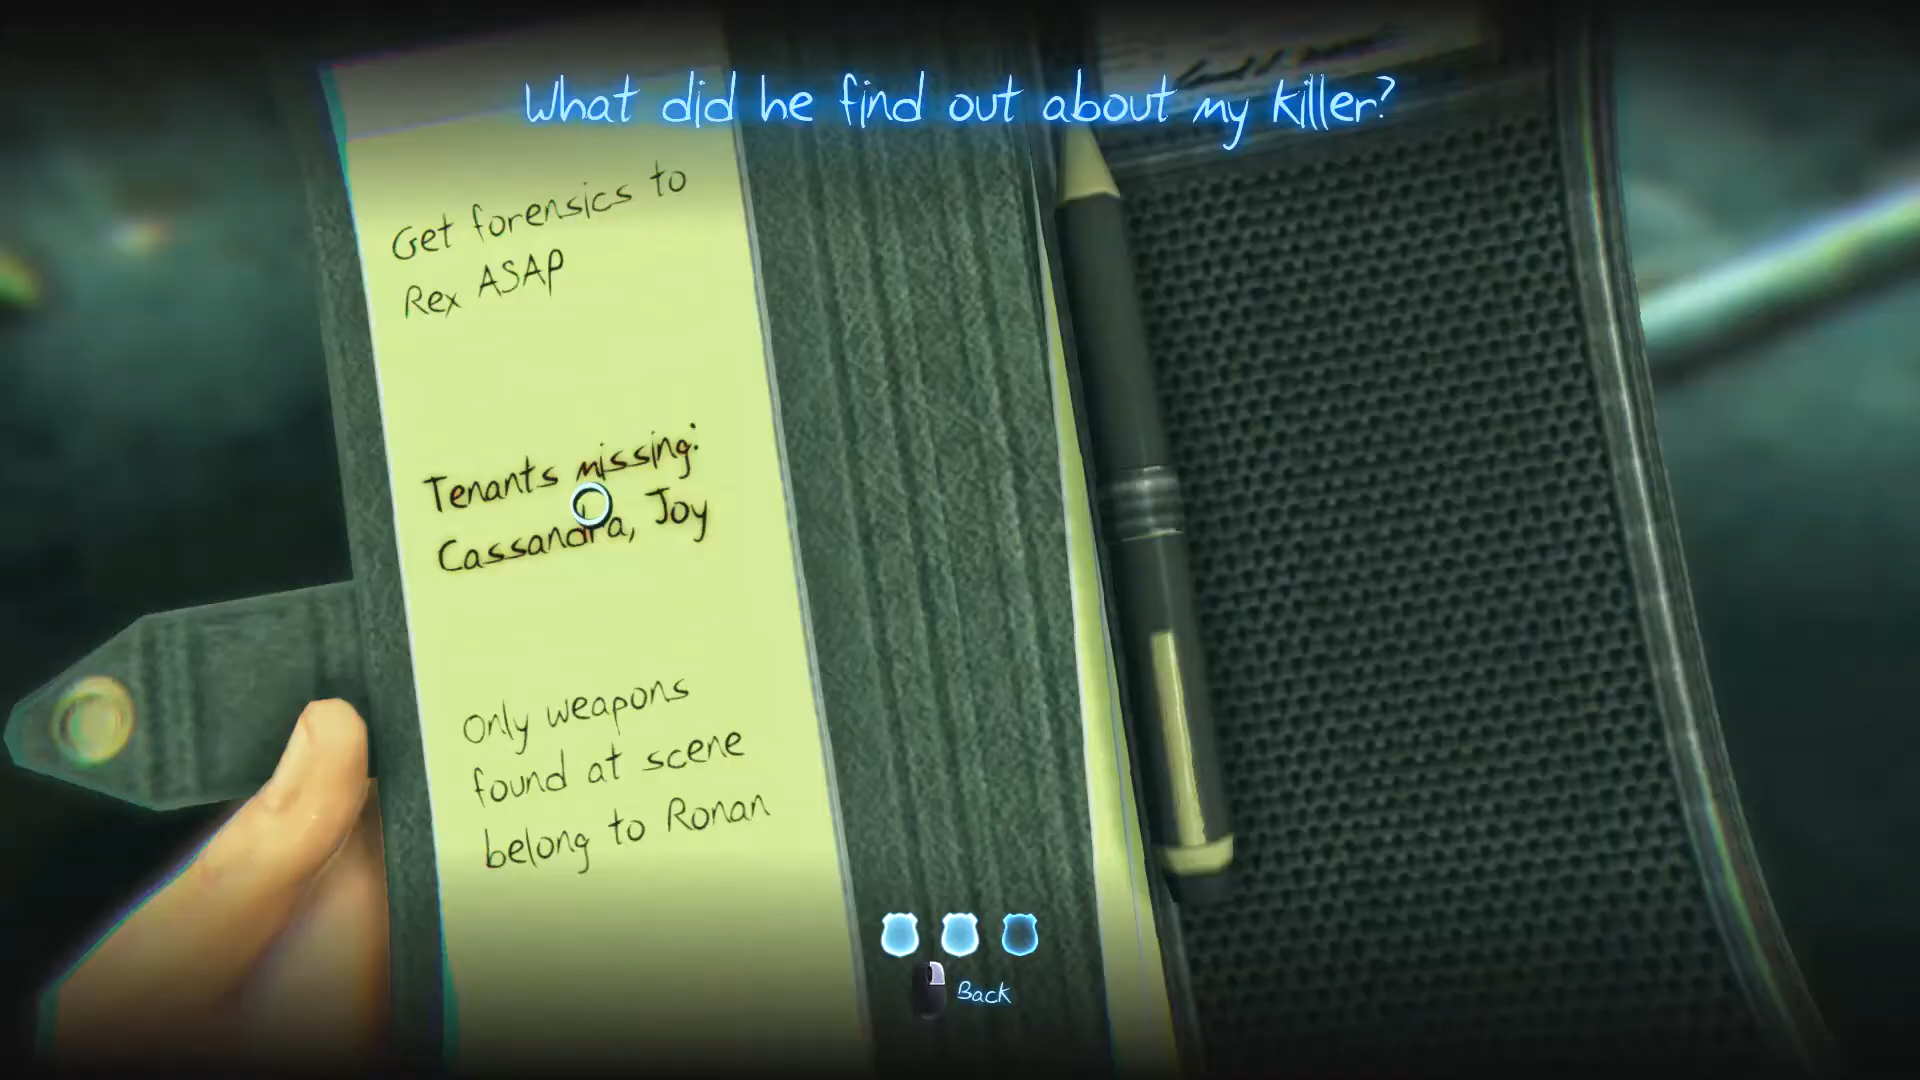 What did he find out about my killer?
Get forensics to
Rex ASAP
Tenants missing:
Cassandra, Joy
Only weapons
found at scene
belong to Ronan
Back